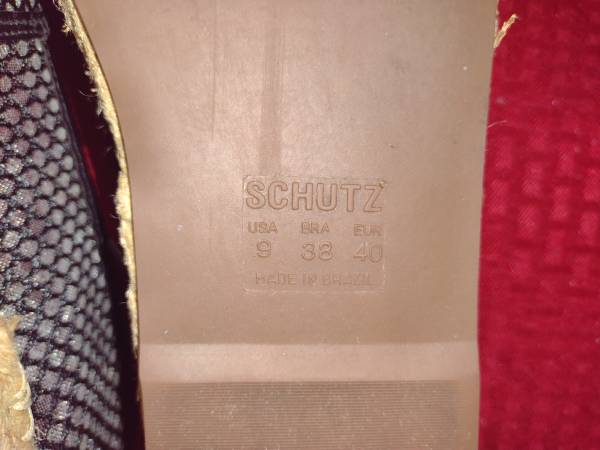 SCHUTZ
USA BRA EUR
9 38 40
MADE IN BRAZIL